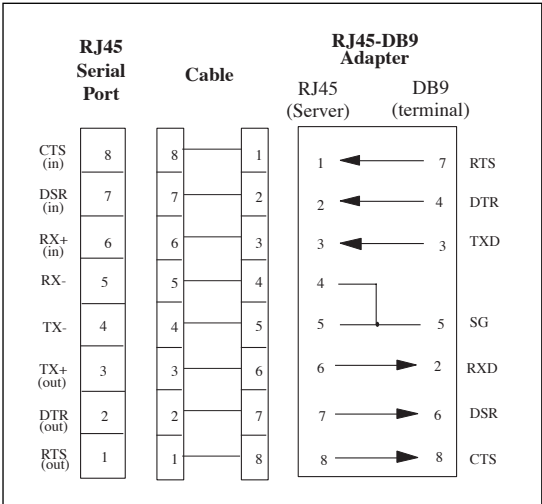 RJ45
Serial
Port
Cable
RJ45-DB9
Adapter
RJ45
(Server)
DB9
(terminal)
CTS
(in)
8
8
1
1
7
RTS
DSR
(in)
7
7
2
2
4
DTR
RX+
(in)
6
6
3
3
3
TXD
RX-
5
5
4
4
TX-
4
4
5
5
5
SG
TX+
(out)
3
3
6
6
2
RXD
DTR
(out)
2
2
7
7
6
DSR
RTS
(out)
1
1
8
8
8
CTS